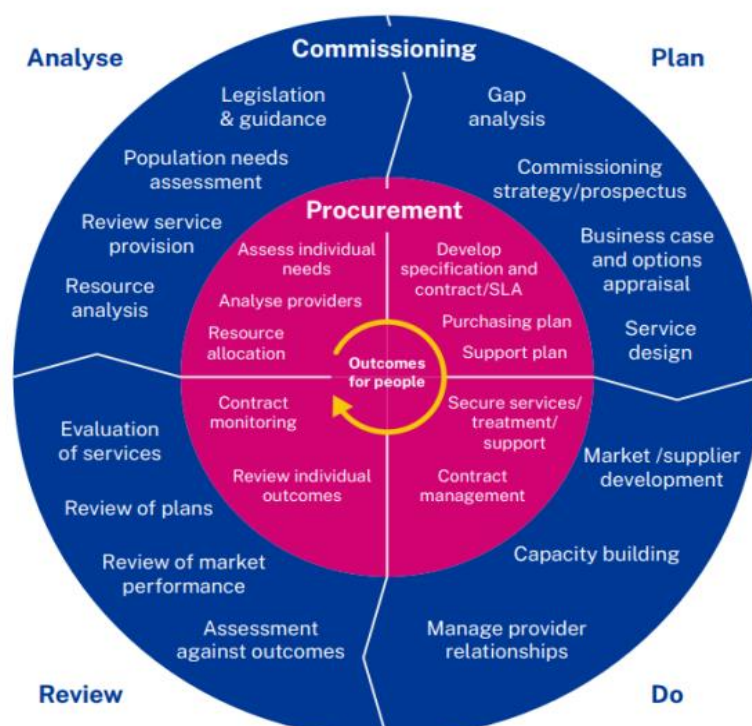 Analyse
Commissioning
Plan
Legislation
& guidance
Population needs
assessment
Review service
provision
Resource
analysis
Gap
analysis
Commissioning
strategy/prospectus
Business case
and options
appraisal
Service
design
Procurement
Assess individual
needs
Analyse providers
Resource
allocation
Develop
specification and
contract/SLA
Purchasing plan
Support plan
Outcomes
for people
Contract
monitoring
Review individual
outcomes
Secure services/
treatment/
support
Contract
management
Evaluation
of services
Review of plans
Review of market
performance
Assessment
against outcomes
Market /supplier
development
Capacity building
Manage provider
relationships
Review
Do